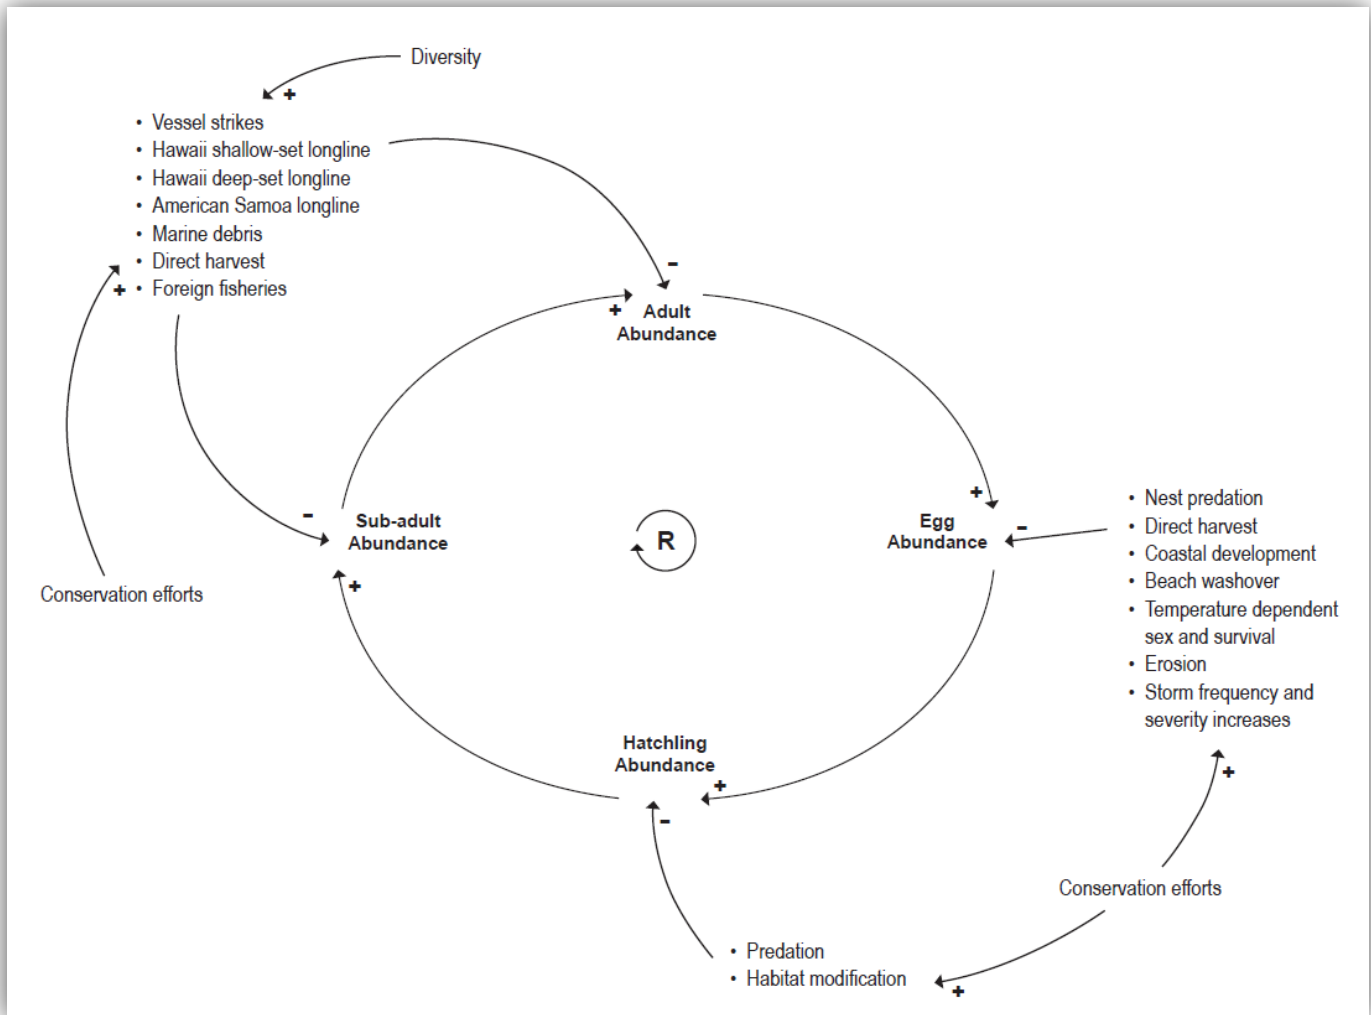 Diversity
+
• Vessel strikes
• Hawaii shallow-set longline
• Hawaii deep-set longline
• American Samoa longline
• Marine debris
• Direct harvest
+ • Foreign fisheries
-
+ Adult
Abundance
+
- Sub-adult
Abundance
+
R
Egg
Abundance
-
• Nest predation
• Direct harvest
• Coastal development
• Beach washover
• Temperature dependent
sex and survival
• Erosion
• Storm frequency and
severity increases
+
Conservation efforts
Hatchling
Abundance
+
-
Conservation efforts
• Predation
• Habitat modification
+